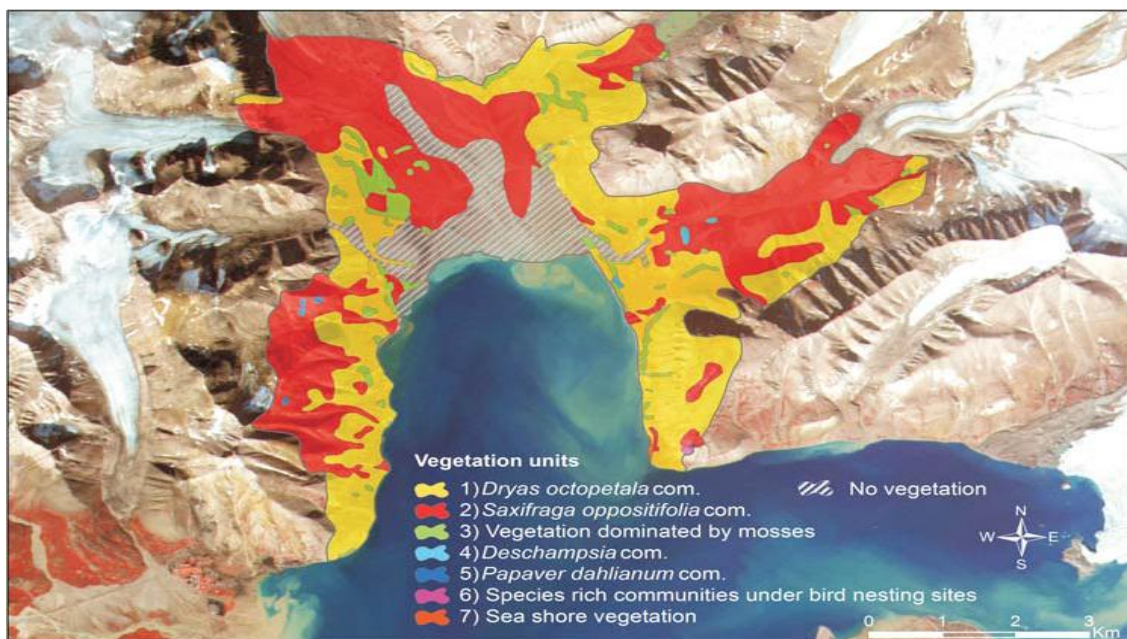 Vegetation units
1) Dryas octopetala com.
2) Saxifraga oppositifolia com.
3) Vegetation dominated by mosses
4) Deschampsia com.
5) Papaver dahlianum com.
6) Species rich communities under bird nesting sites
7) Sea shore vegetation
No vegetation
N
W E
S
0 1 2 3
Km